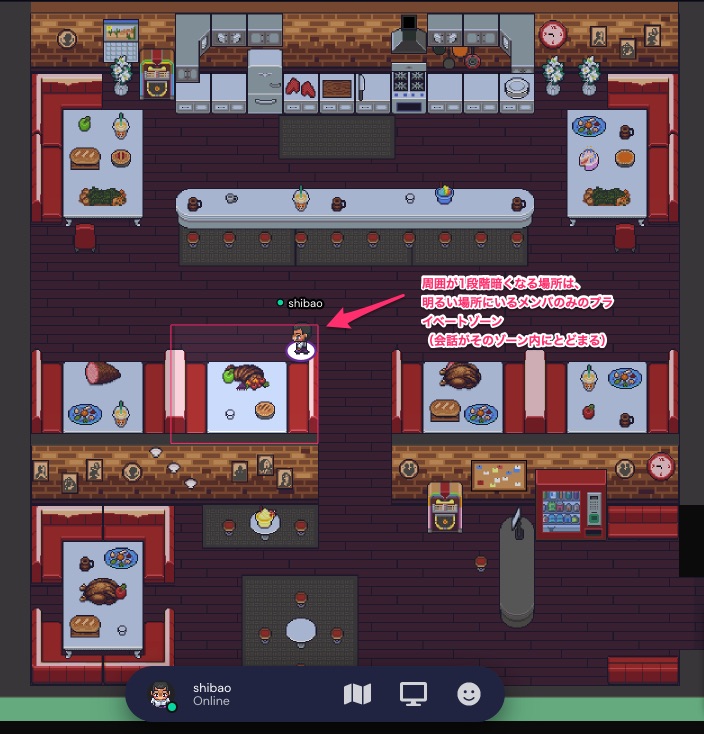 shibao
周囲が1段階暗くなる場所は、
明るい場所にいるメンバのみのプラ
イベートゾーン
（会話がそのゾーン内にとどまる）
shibao
Online